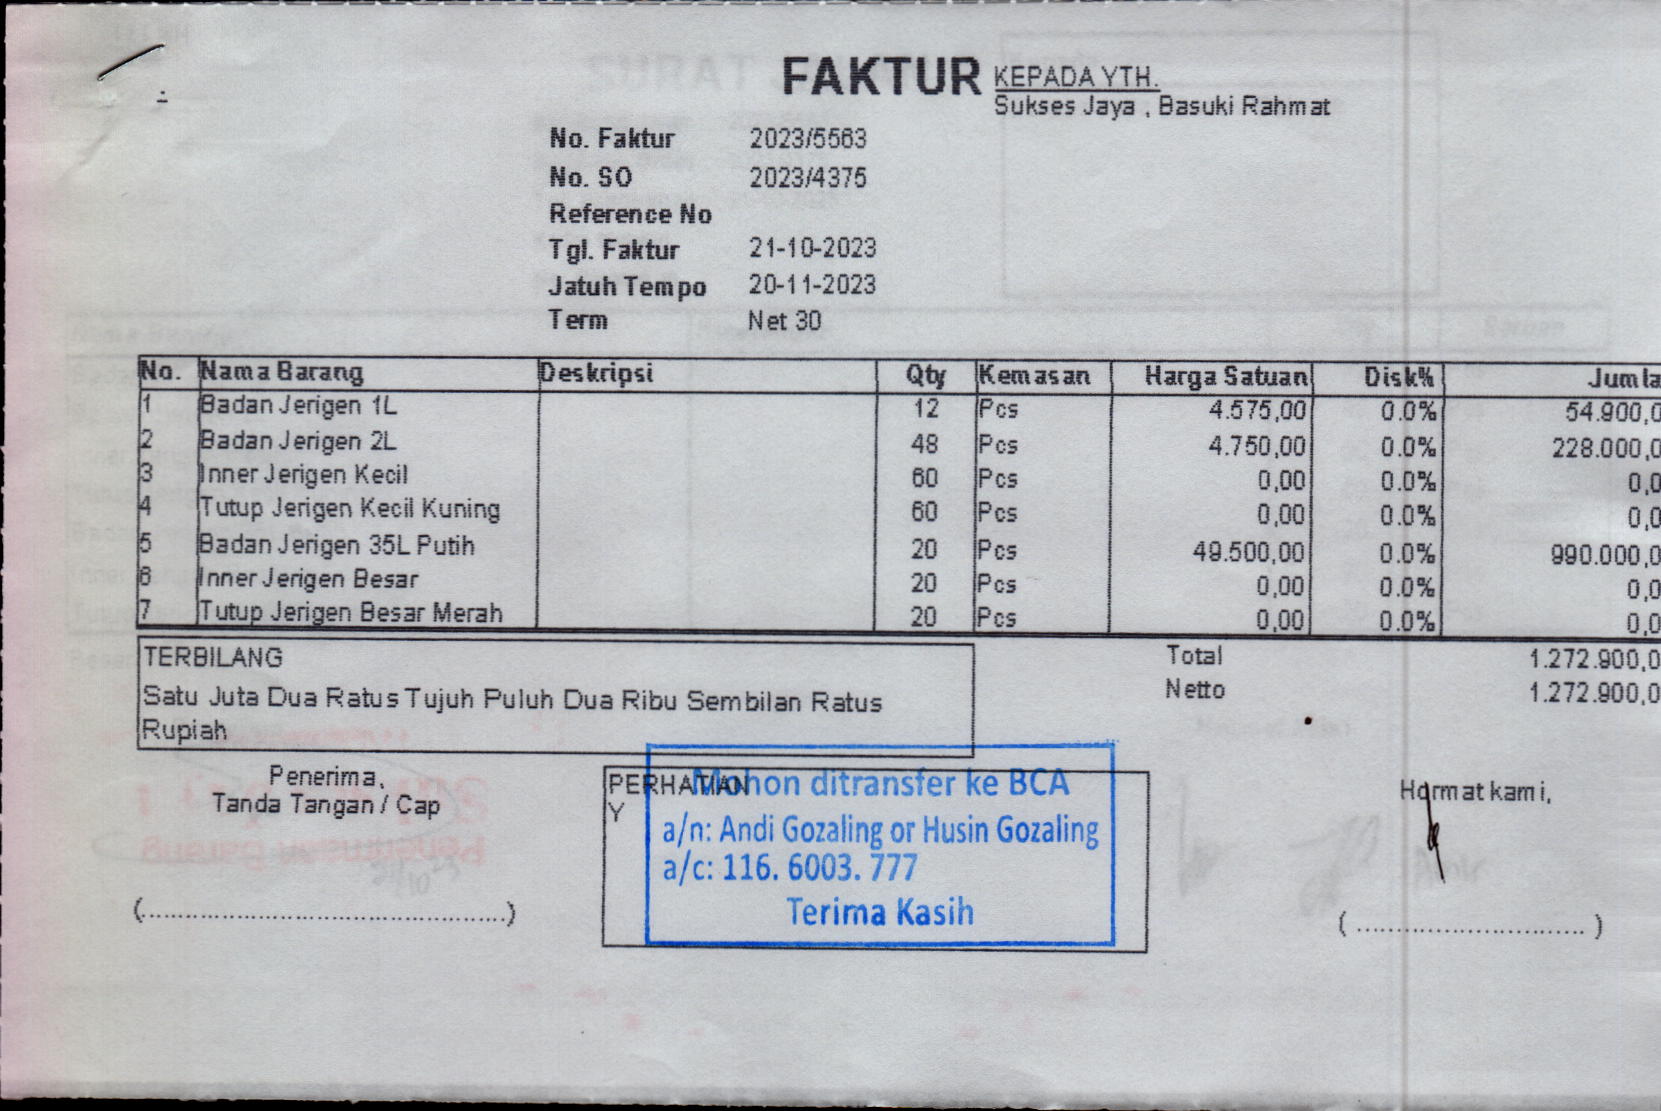 FAKTUR
KEPADA YTH.
Sukses Jaya , Basuki Rahmat
No. Faktur 2023/5563
No. SO 2023/4375
Reference No
Tgl. Faktur 21-10-2023
Jatuh Tempo 20-11-2023
Term Net 30
No. Nama Barang Deskripsi Qty Kemasan Harga Satuan Disk% Jumla
1 Badan Jerigen 1L 12 Pcs 4.575,00 0.0% 54.900,0
2 Badan Jerigen 2L 48 Pcs 4.750,00 0.0% 228.000,0
3 Inner Jerigen Kecil 60 Pcs 0,00 0.0% 0,0
4 Tutup Jerigen Kecil Kuning 60 Pcs 0,00 0.0% 0,0
5 Badan Jerigen 35L Putih 20 Pcs 49.500,00 0.0% 990.000,0
6 Inner Jerigen Besar 20 Pcs 0,00 0.0% 0,0
7 Tutup Jerigen Besar Merah 20 Pcs 0,00 0.0% 0,0
TERBILANG
Satu Juta Dua Ratus Tujuh Puluh Dua Ribu Sembilan Ratus
Rupiah
Total 1.272.900,0
Netto 1.272.900,0
Penerima,
Tanda Tangan / Cap
(..............................................)
PERHATIAN
Y
Mohon ditransfer ke BCA
a/n: Andi Gozaling or Husin Gozaling
a/c: 116. 6003. 777
Terima Kasih
Hormat kami,
( ............................. )